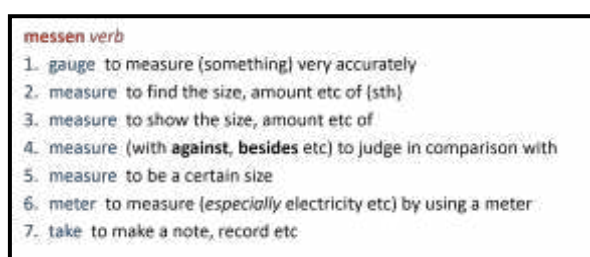 messen verb
1. gauge to measure (something) very accurately
2. measure to find the size, amount etc of (sth)
3. measure to show the size, amount etc of
4. measure (with against, besides etc) to judge in comparison with
5. measure to be a certain size
6. meter to measure (especially electricity etc) by using a meter
7. take to make a note, record etc